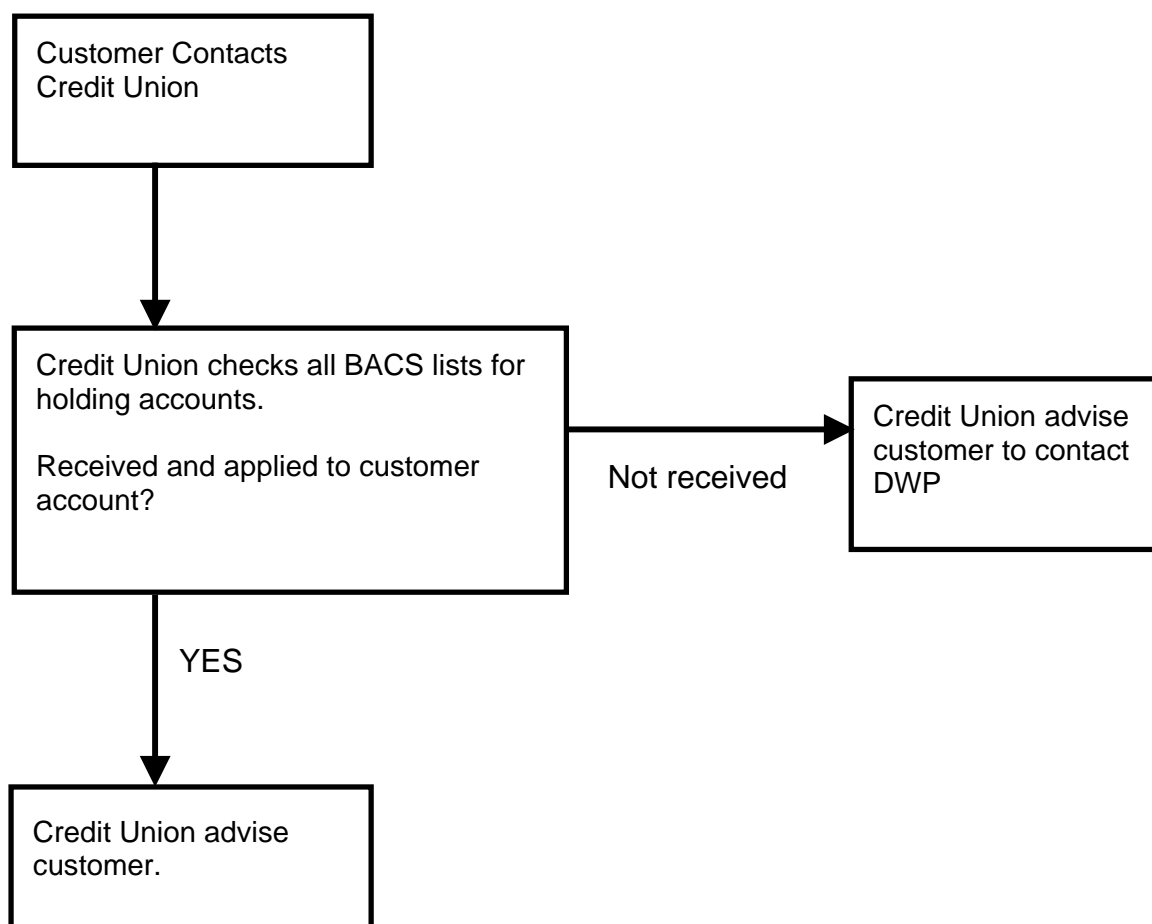 Customer Contacts
Credit Union
Credit Union checks all BACS lists for
holding accounts.
Received and applied to customer
account?
Not received
Credit Union advise
customer to contact
DWP
YES
Credit Union advise
customer.